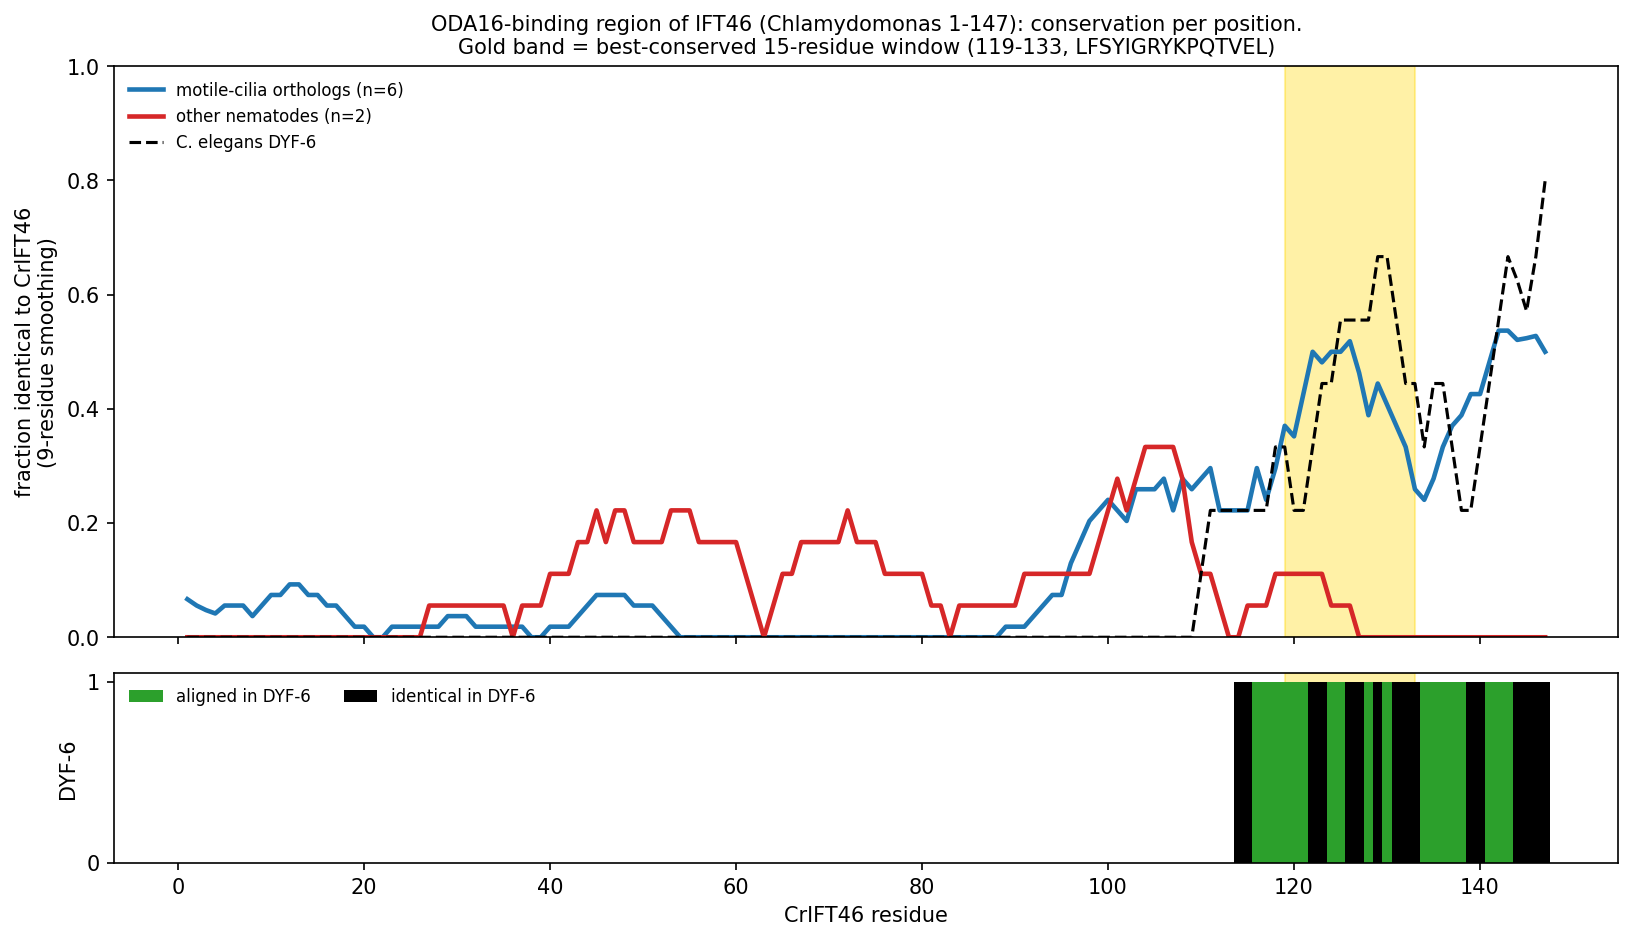 ODA16-binding region of IFT46 (Chlamydomonas 1-147): conservation per position.
Gold band = best-conserved 15-residue window (119-133, LFSYIGRYKPQTVEL)
fraction identical to CrIFT46
(9-residue smoothing)
1.0
0.8
0.6
0.4
0.2
0.0
motile-cilia orthologs (n=6)
other nematodes (n=2)
C. elegans DYF-6
DYF-6
1
0
aligned in DYF-6
identical in DYF-6
0
20
40
60
80
100
120
140
CrIFT46 residue